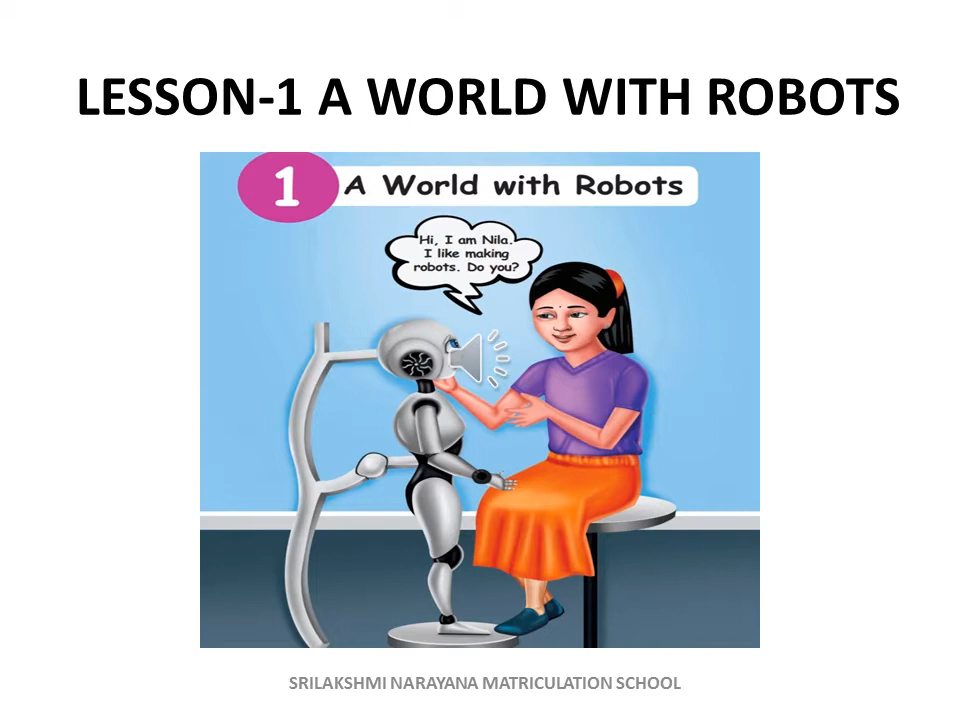 LESSON-1 A WORLD WITH ROBOTS
1 A World with Robots
Hi, I am Nila.
I like making
robots. Do you?
SRILAKSHMI NARAYANA MATRICULATION SCHOOL